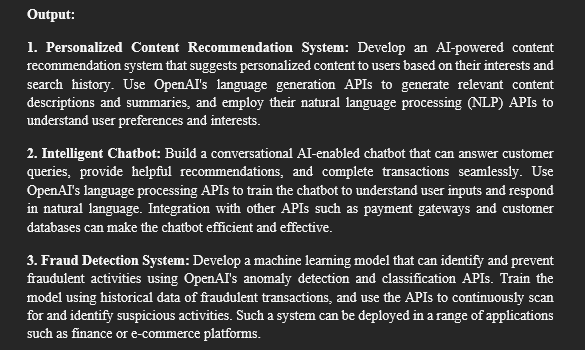 Output:
1. Personalized Content Recommendation System: Develop an AI-powered content
recommendation system that suggests personalized content to users based on their interests and
search history. Use OpenAI's language generation APIs to generate relevant content
descriptions and summaries, and employ their natural language processing (NLP) APIs to
understand user preferences and interests.
2. Intelligent Chatbot: Build a conversational AI-enabled chatbot that can answer customer
queries, provide helpful recommendations, and complete transactions seamlessly. Use
OpenAI's language processing APIs to train the chatbot to understand user inputs and respond
in natural language. Integration with other APIs such as payment gateways and customer
databases can make the chatbot efficient and effective.
3. Fraud Detection System: Develop a machine learning model that can identify and prevent
fraudulent activities using OpenAI's anomaly detection and classification APIs. Train the
model using historical data of fraudulent transactions, and use the APIs to continuously scan
for and identify suspicious activities. Such a system can be deployed in a range of applications
such as finance or e-commerce platforms.